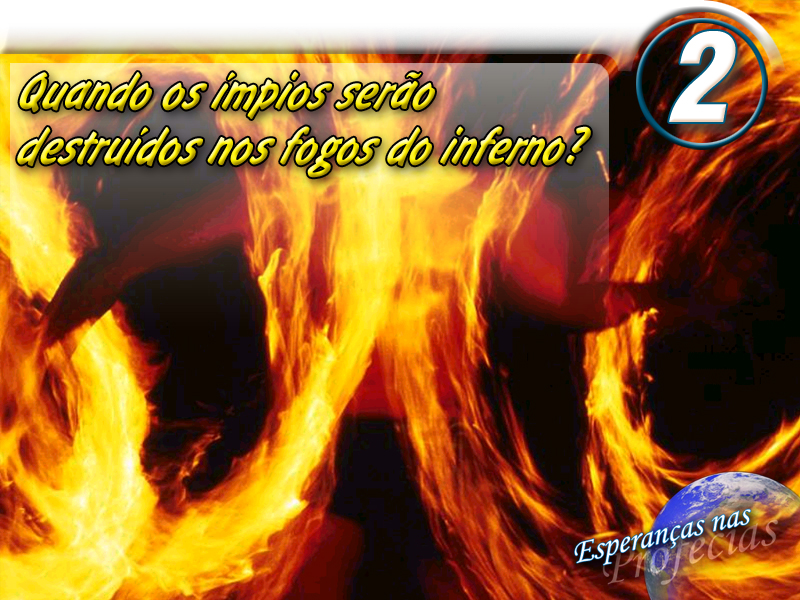 2
Quando os ímpios serão
destruídos nos fogos do inferno?
Esperanças nas
Profecias